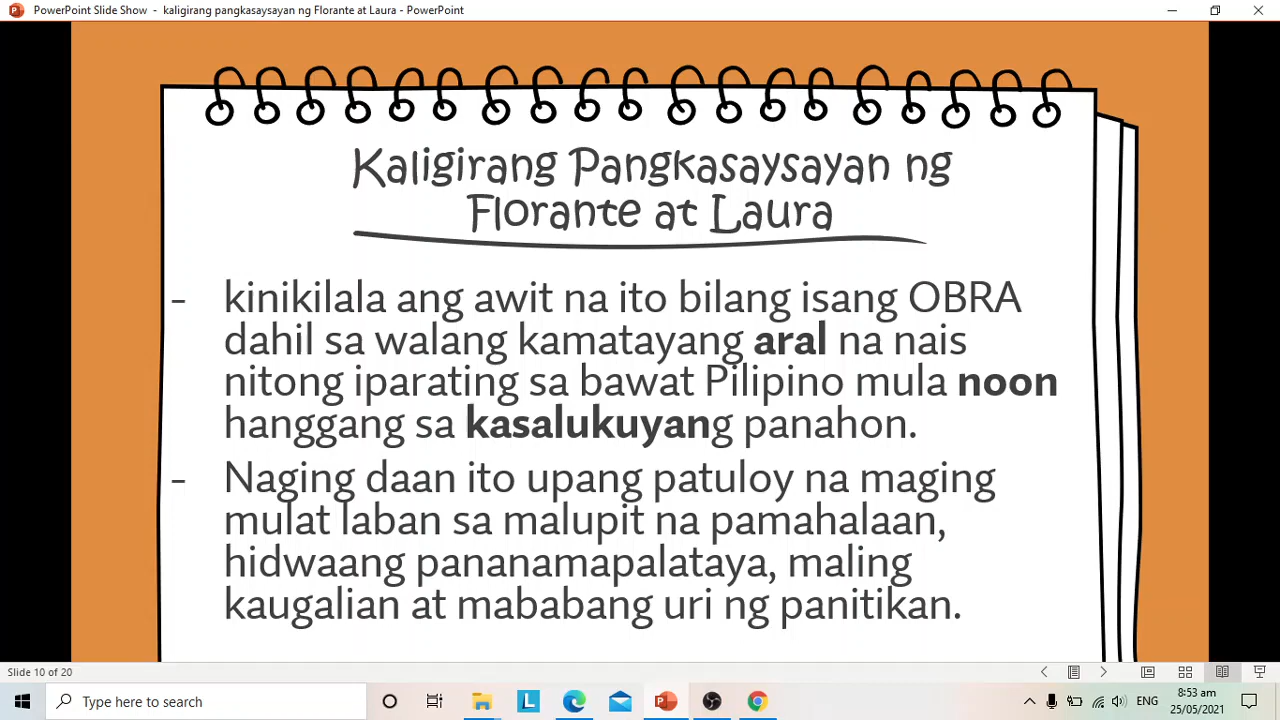 PowerPoint Slide Show - kaligirang pangkasaysayan ng Florante at Laura - PowerPoint
Kaligirang Pangkasaysayan ng
Florante at Laura
- kinikilala ang awit na ito bilang isang OBRA
dahil sa walang kamatayang aral na nais
nitong iparating sa bawat Pilipino mula noon
hanggang sa kasalukuyang panahon.
- Naging daan ito upang patuloy na maging
mulat laban sa malupit na pamahalaan,
hidwaang pananamapalataya, maling
kaugalian at mababang uri ng panitikan.
Slide 10 of 20
Type here to search
L
ENG
8:53 am
25/05/2021